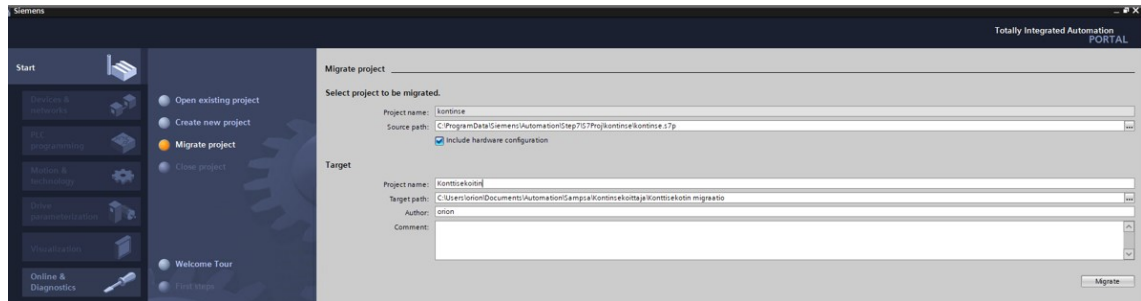 Siemens
Totally Integrated Automation
PORTAL
Start
Devices &
networks
PLC
programming
Motion &
technology
Drive
parameterization
Visualization
Online &
Diagnostics
Open existing project
Create new project
Migrate project
Close project
Welcome Tour
First steps
Migrate project
Select project to be migrated.
Project name: kontinse
Source path: C:\ProgramData\Siemens\Automation\Step7\S7Proj\kontinse\kontinse.s7p
Include hardware configuration
Target
Project name: Konttisekoitin
Target path: C:\Users\orion\Documents\Automation\Sampsa\Kontinsekoittaja\Konttisekotin migraatio
Author: orion
Comment:
Migrate